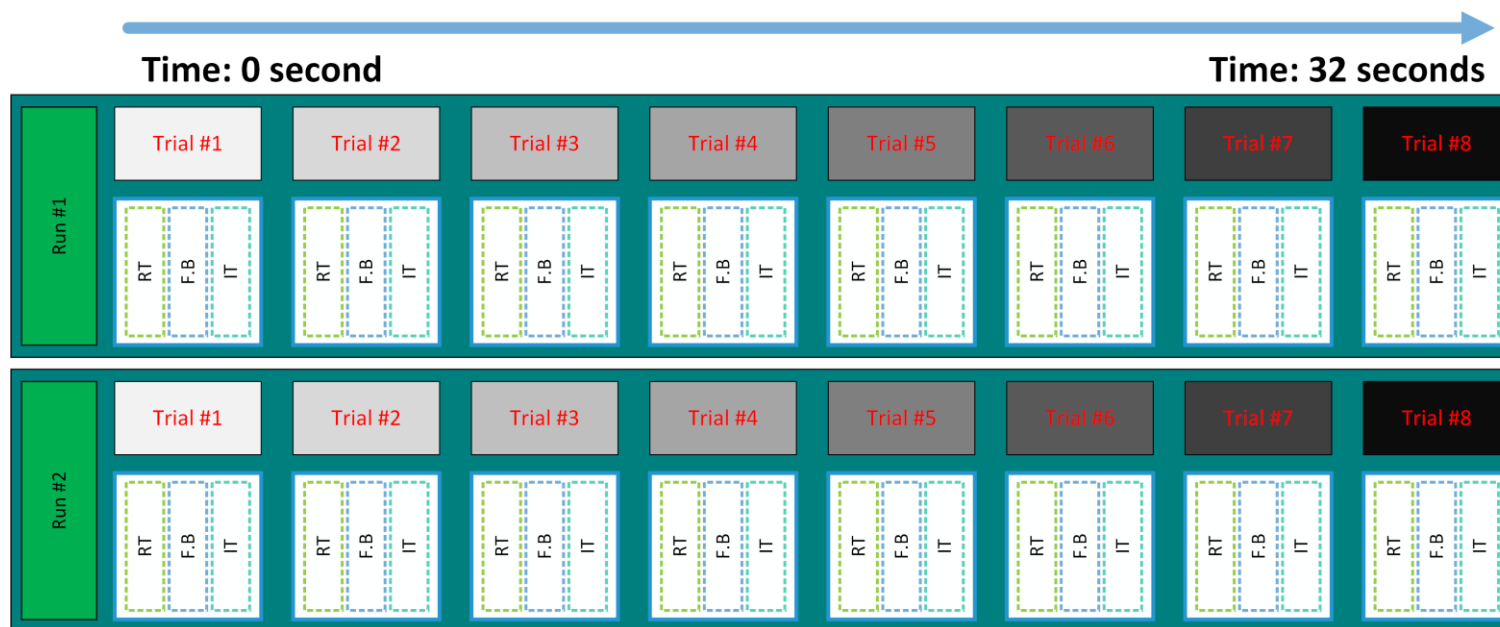 Time: 0 second
Time: 32 seconds
Run #1
Trial #1
Trial #2
Trial #3
Trial #4
Trial #5
Trial #6
Trial #7
Trial #8
RT
F.B
IT
RT
F.B
IT
RT
F.B
IT
RT
F.B
IT
RT
F.B
IT
RT
F.B
IT
RT
F.B
IT
RT
F.B
IT
Run #2
Trial #1
Trial #2
Trial #3
Trial #4
Trial #5
Trial #6
Trial #7
Trial #8
RT
F.B
IT
RT
F.B
IT
RT
F.B
IT
RT
F.B
IT
RT
F.B
IT
RT
F.B
IT
RT
F.B
IT
RT
F.B
IT